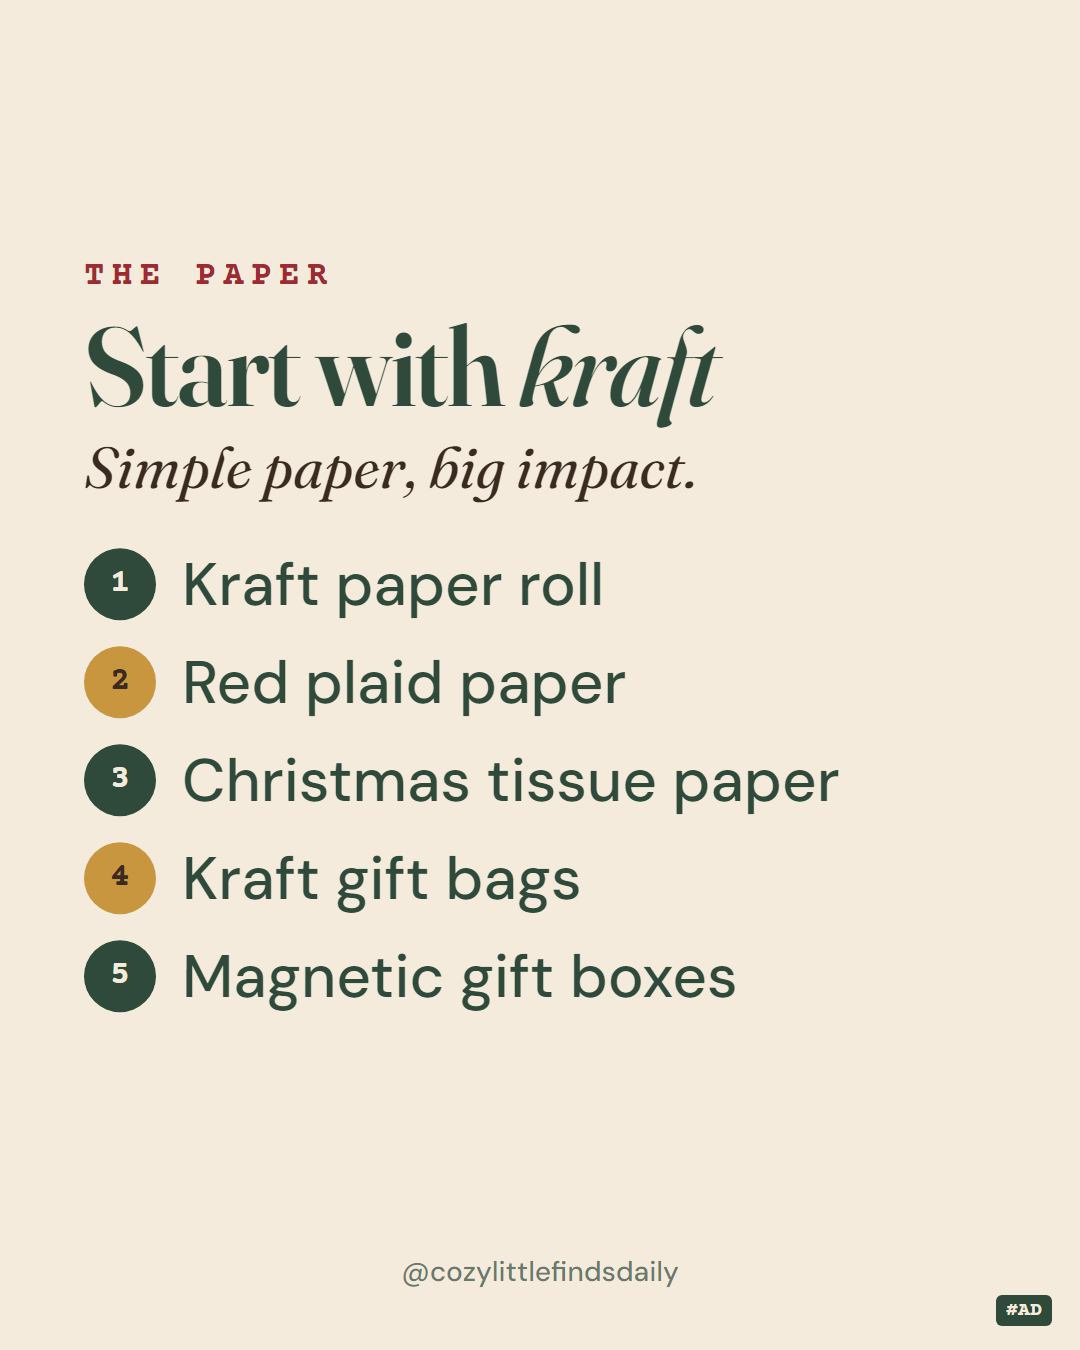 THE PAPER
Start with kraft
Simple paper, big impact.
1 Kraft paper roll
2 Red plaid paper
3 Christmas tissue paper
4 Kraft gift bags
5 Magnetic gift boxes
@cozylittlefindsdaily
#AD